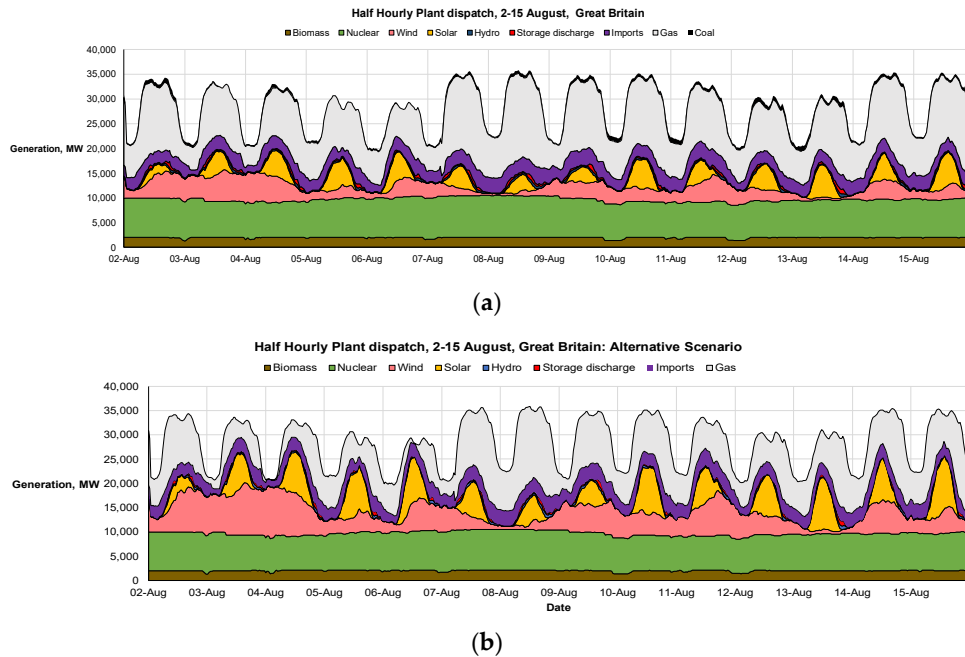 Half Hourly Plant dispatch, 2-15 August, Great Britain
Biomass Nuclear Wind Solar Hydro Storage discharge Imports Gas Coal
40,000
35,000
30,000
25,000
Generation, MW 20,000
15,000
10,000
5,000
0
02-Aug 03-Aug 04-Aug 05-Aug 06-Aug 07-Aug 08-Aug 09-Aug 10-Aug 11-Aug 12-Aug 13-Aug 14-Aug 15-Aug
(a)
Half Hourly Plant dispatch, 2-15 August, Great Britain: Alternative Scenario
Biomass Nuclear Wind Solar Hydro Storage discharge Imports Gas
40,000
35,000
30,000
25,000
Generation, MW 20,000
15,000
10,000
5,000
0
02-Aug 03-Aug 04-Aug 05-Aug 06-Aug 07-Aug 08-Aug 09-Aug 10-Aug 11-Aug 12-Aug 13-Aug 14-Aug 15-Aug
Date
(b)